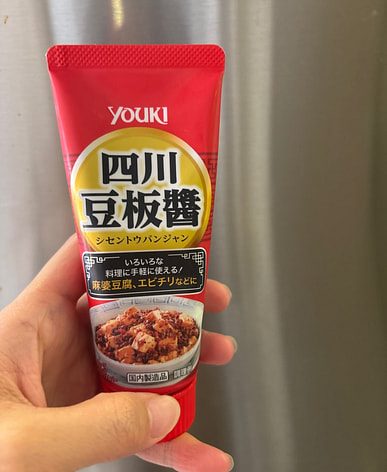 YOUKI
四川
豆板醬
シセントウバンジャン
いろいろな
料理に手軽に使える!
麻婆豆腐、エビチリなどに
国内製造品